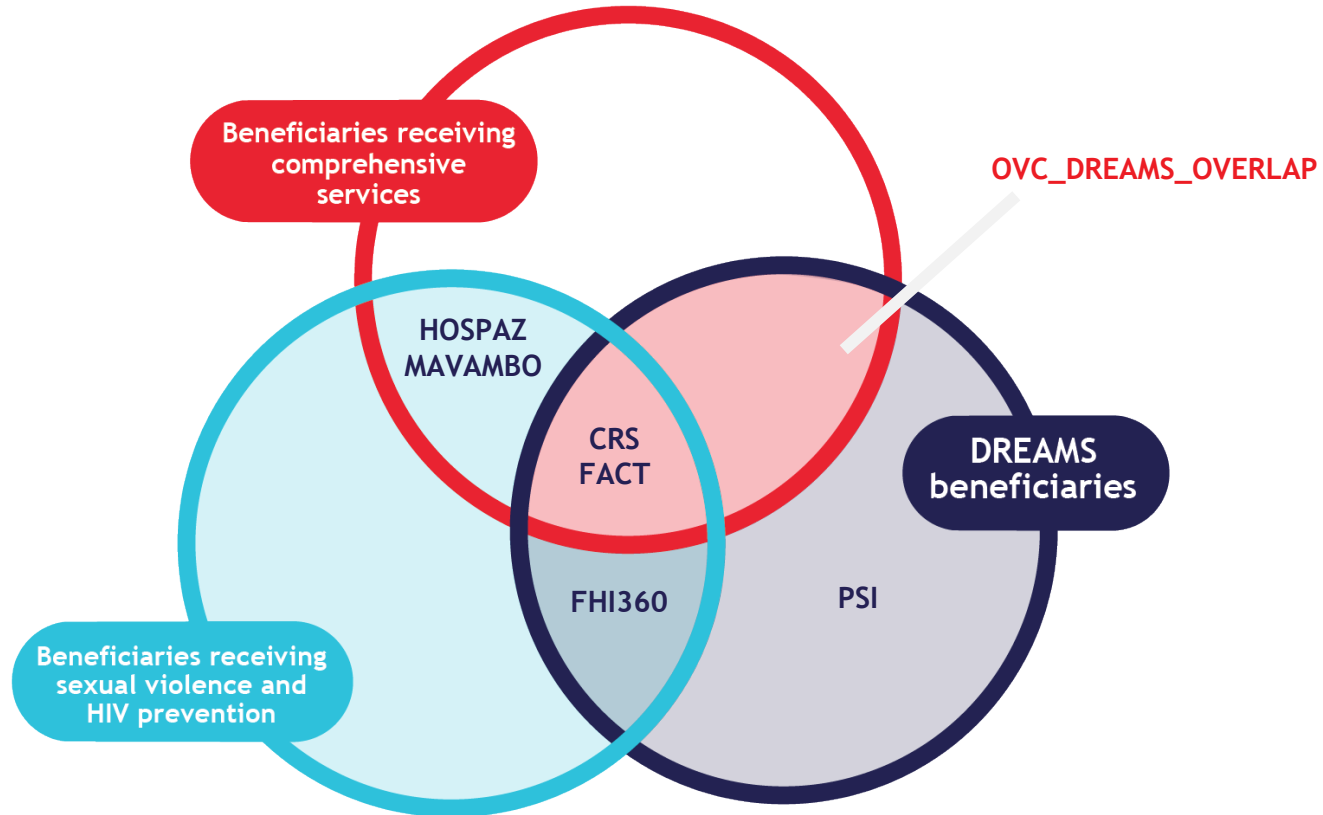 Beneficiaries receiving
comprehensive
services
OVC_DREAMS_OVERLAP
HOSPAZ
MAVAMBO
CRS
FACT
DREAMS
beneficiaries
FHI360
PSI
Beneficiaries receiving
sexual violence and
HIV prevention